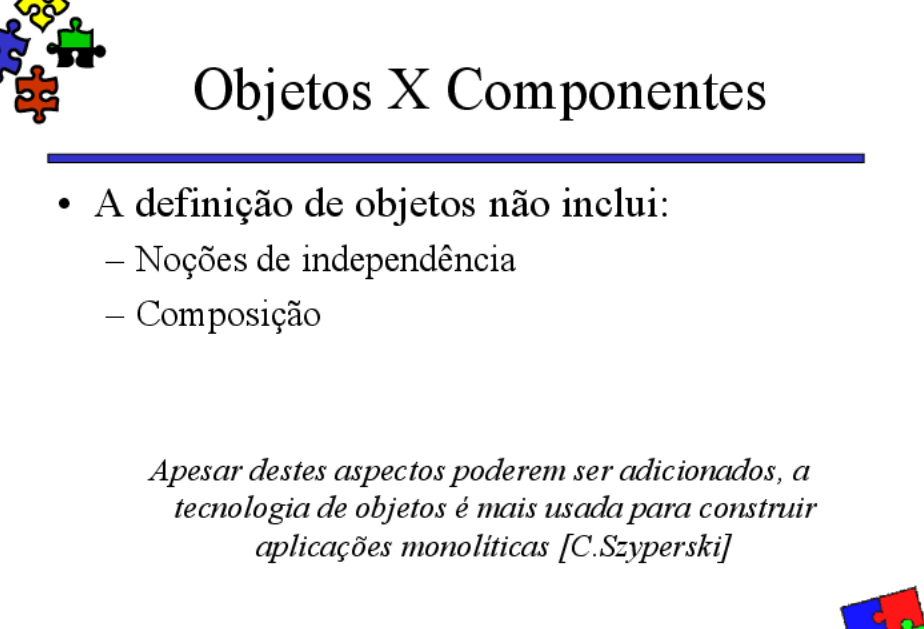 Objetos X Componentes
• A definição de objetos não inclui:
– Noções de independência
– Composição
Apesar destes aspectos poderem ser adicionados, a
tecnologia de objetos é mais usada para construir
aplicações monolíticas [C.Szyperski]